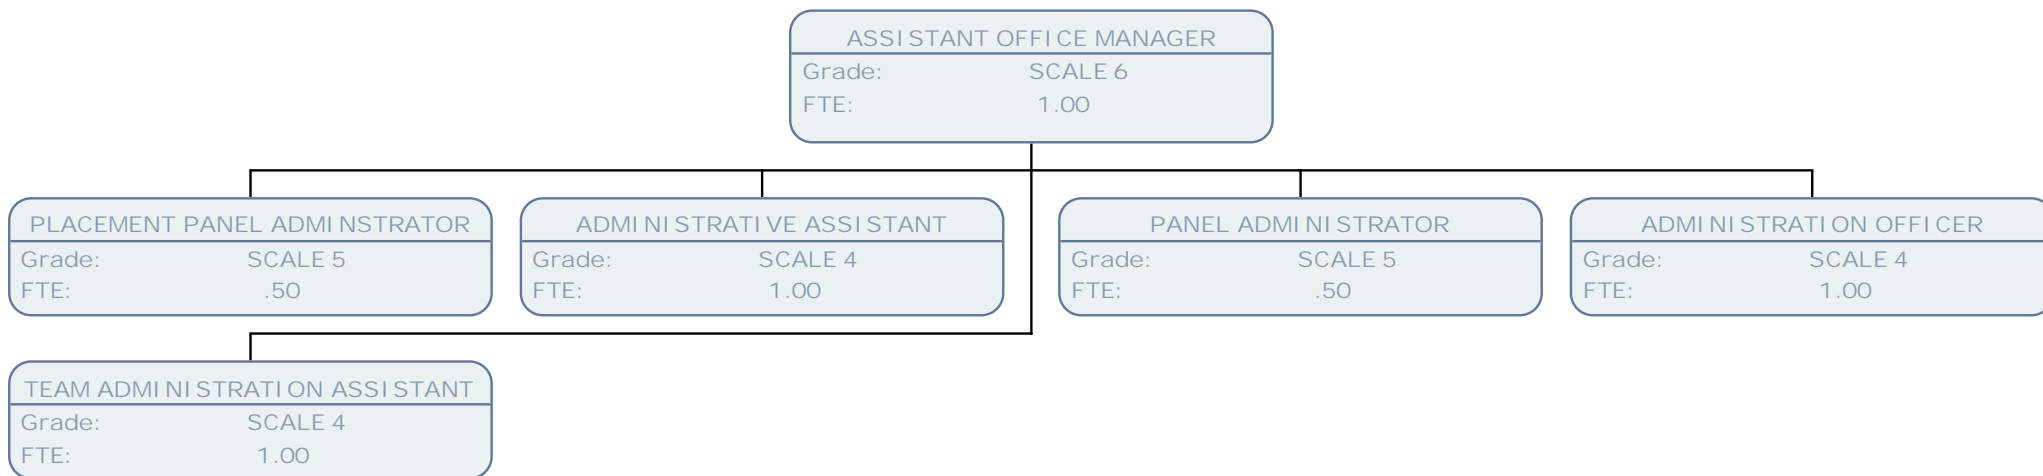 ASSISTANT OFFICE MANAGER
Grade: SCALE 6
FTE: 1.00
PLACEMENT PANEL ADMINSTRATOR
Grade: SCALE 5
FTE: .50
ADMINISTRATIVE ASSISTANT
Grade: SCALE 4
FTE: 1.00
PANEL ADMINISTRATOR
Grade: SCALE 5
FTE: .50
ADMINISTRATION OFFICER
Grade: SCALE 4
FTE: 1.00
TEAM ADMINISTRATION ASSISTANT
Grade: SCALE 4
FTE: 1.00